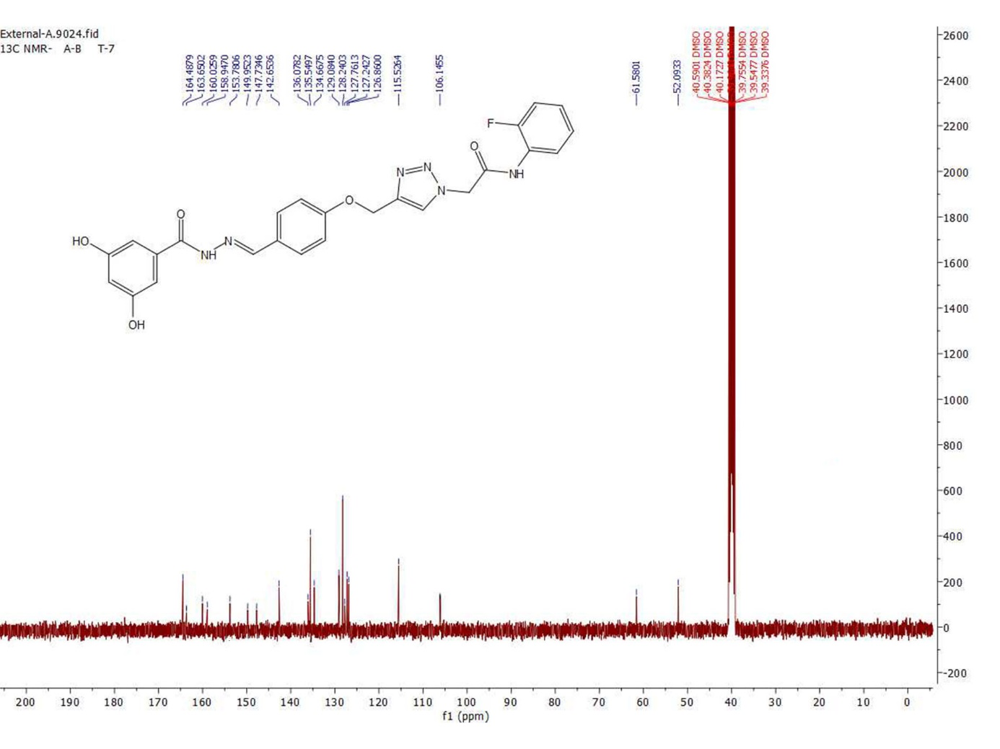 External-A.9024.fid
13C NMR- A-B T-7
164.4879
163.6502
160.0259
158.9470
153.7806
149.9523
147.7346
142.6536
136.0782
135.5497
134.6675
129.0840
128.2403
127.7613
127.2427
126.8600
115.5264
106.1455
61.5801
52.0933
40.5901 DMSO
40.3824 DMSO
40.1727 DMSO
39.7554 DMSO
39.5477 DMSO
39.3376 DMSO
F
O
N
N
N
NH
O
O
HO
N
NH
OH
2600
2400
2200
2000
1800
1600
1400
1200
1000
800
600
400
200
0
-200
200 190 180 170 160 150 140 130 120 110 100 90 80 70 60 50 40 30 20 10 0
f1 (ppm)